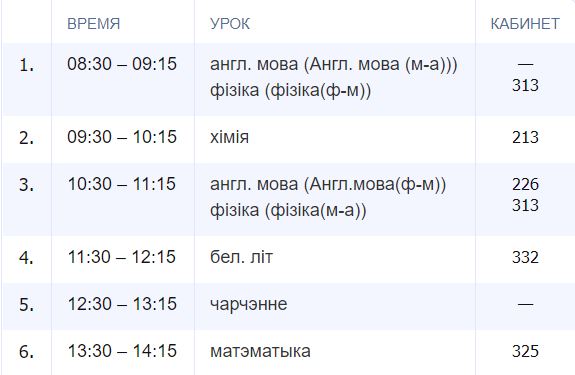 ВРЕМЯ УРОК КАБИНЕТ
1. 08:30 – 09:15 англ. мова (Англ. мова (м-а))) —
фізіка (фізіка(ф-м)) 313
2. 09:30 – 10:15 хімія 213
3. 10:30 – 11:15 англ. мова (Англ.мова(ф-м)) 226
фізіка (фізіка(м-а)) 313
4. 11:30 – 12:15 бел. літ 332
5. 12:30 – 13:15 чарчэнне —
6. 13:30 – 14:15 матэматыка 325